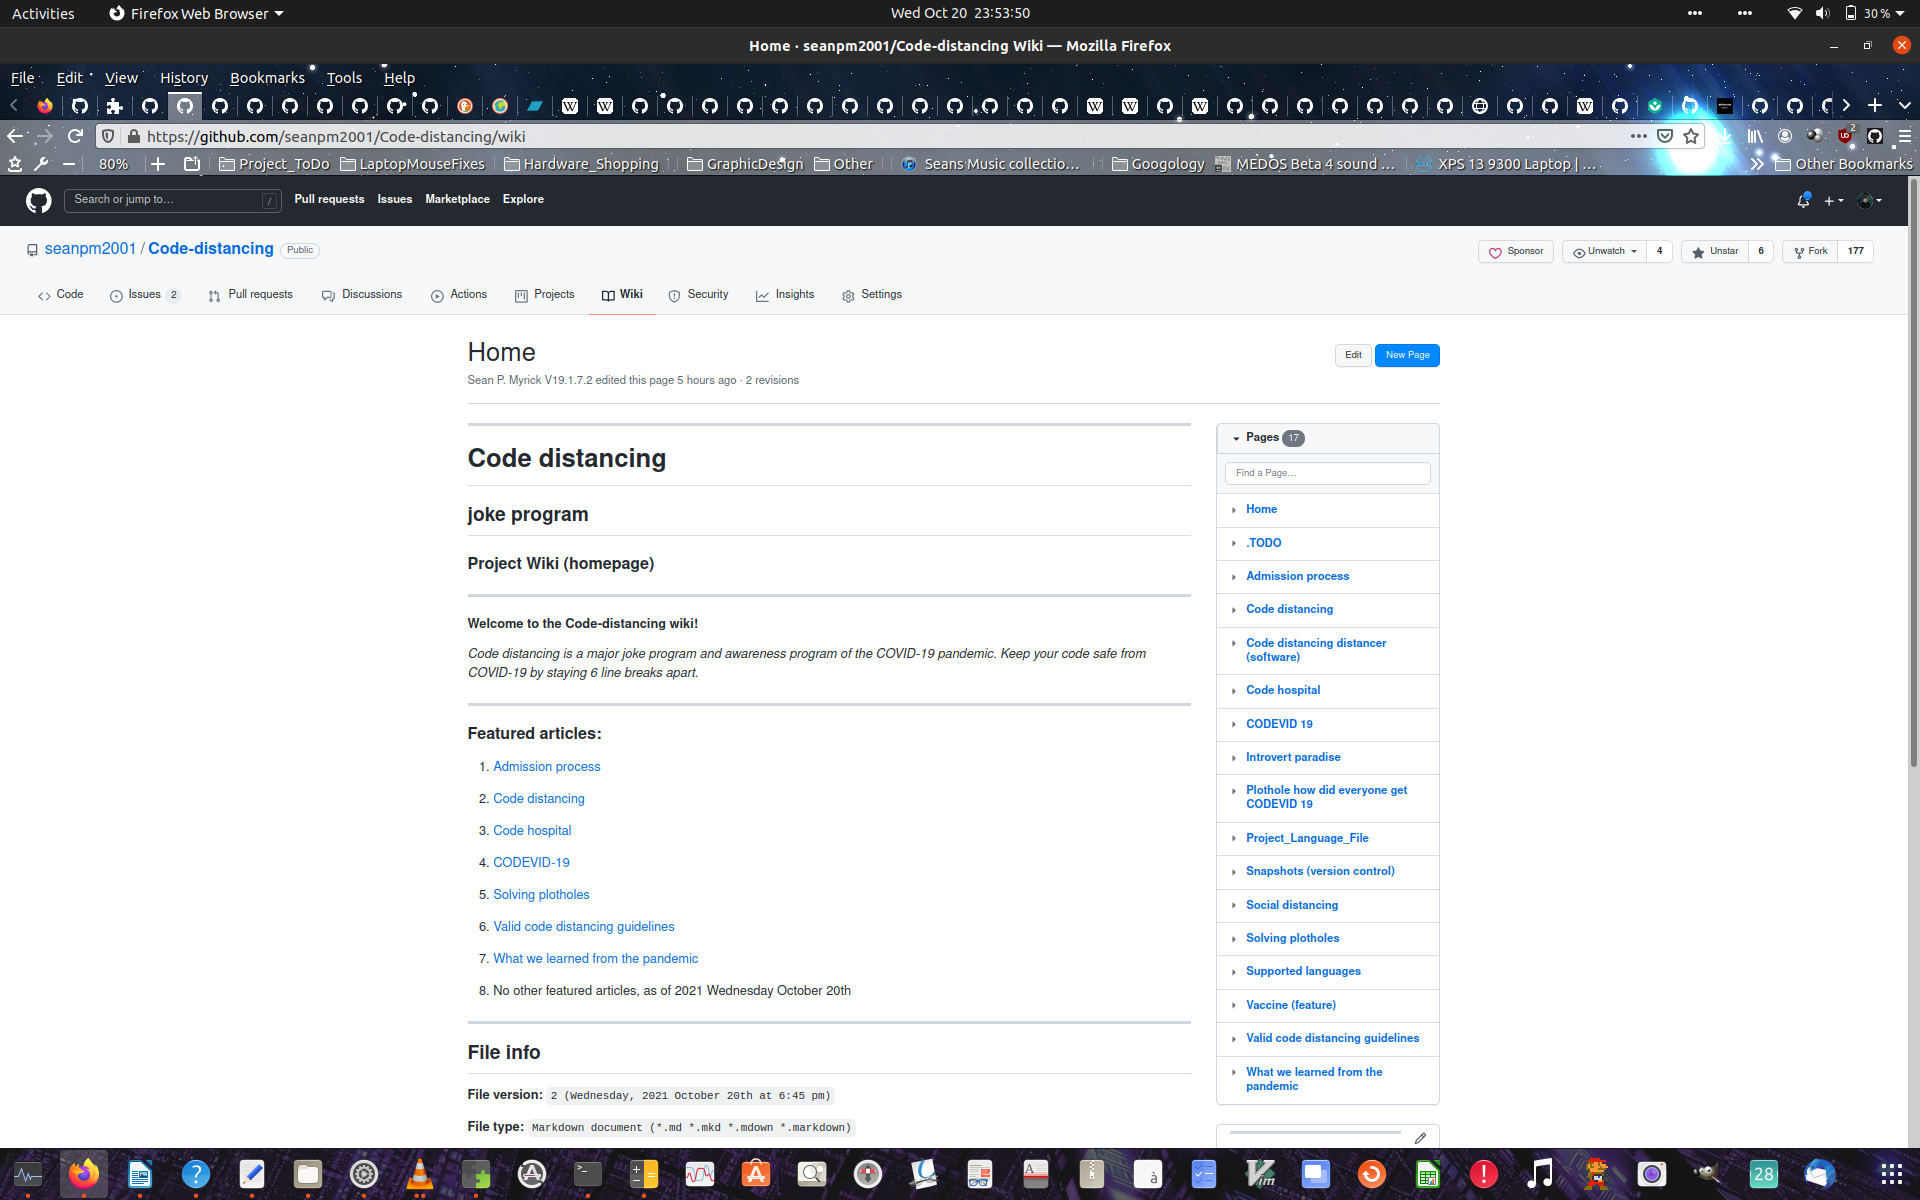 Activities
Firefox Web Browser
Wed Oct 20 23:53:50
30 %
Home · seanpm2001/Code-distancing Wiki — Mozilla Firefox
File Edit View History Bookmarks Tools Help
https://github.com/seanpm2001/Code-distancing/wiki
2
80%
Project_ToDo
LaptopMouseFixes
Hardware_Shopping
GraphicDesign
Other
Seans Music collectio…
Googology
MEDOS Beta 4 sound …
XPS 13 9300 Laptop | …
Other Bookmarks
Search or jump to…
/
Pull requests Issues Marketplace Explore
seanpm2001 / Code-distancing
Public
Sponsor
Unwatch 4
Unstar 6
Fork 177
Code
Issues 2
Pull requests
Discussions
Actions
Projects
Wiki
Security
Insights
Settings
Home
Edit
New Page
Sean P. Myrick V19.1.7.2 edited this page 5 hours ago · 2 revisions
Code distancing
joke program
Project Wiki (homepage)
Welcome to the Code-distancing wiki!
Code distancing is a major joke program and awareness program of the COVID-19 pandemic. Keep your code safe from
COVID-19 by staying 6 line breaks apart.
Featured articles:
1. Admission process
2. Code distancing
3. Code hospital
4. CODEVID-19
5. Solving plotholes
6. Valid code distancing guidelines
7. What we learned from the pandemic
8. No other featured articles, as of 2021 Wednesday October 20th
File info
File version: 2 (Wednesday, 2021 October 20th at 6:45 pm)
File type: Markdown document (*.md *.mkd *.mdown *.markdown)
Pages 17
Find a Page…
Home
.TODO
Admission process
Code distancing
Code distancing distancer
(software)
Code hospital
CODEVID 19
Introvert paradise
Plothole how did everyone get
CODEVID 19
Project_Language_File
Snapshots (version control)
Social distancing
Solving plotholes
Supported languages
Vaccine (feature)
Valid code distancing guidelines
What we learned from the
pandemic
28